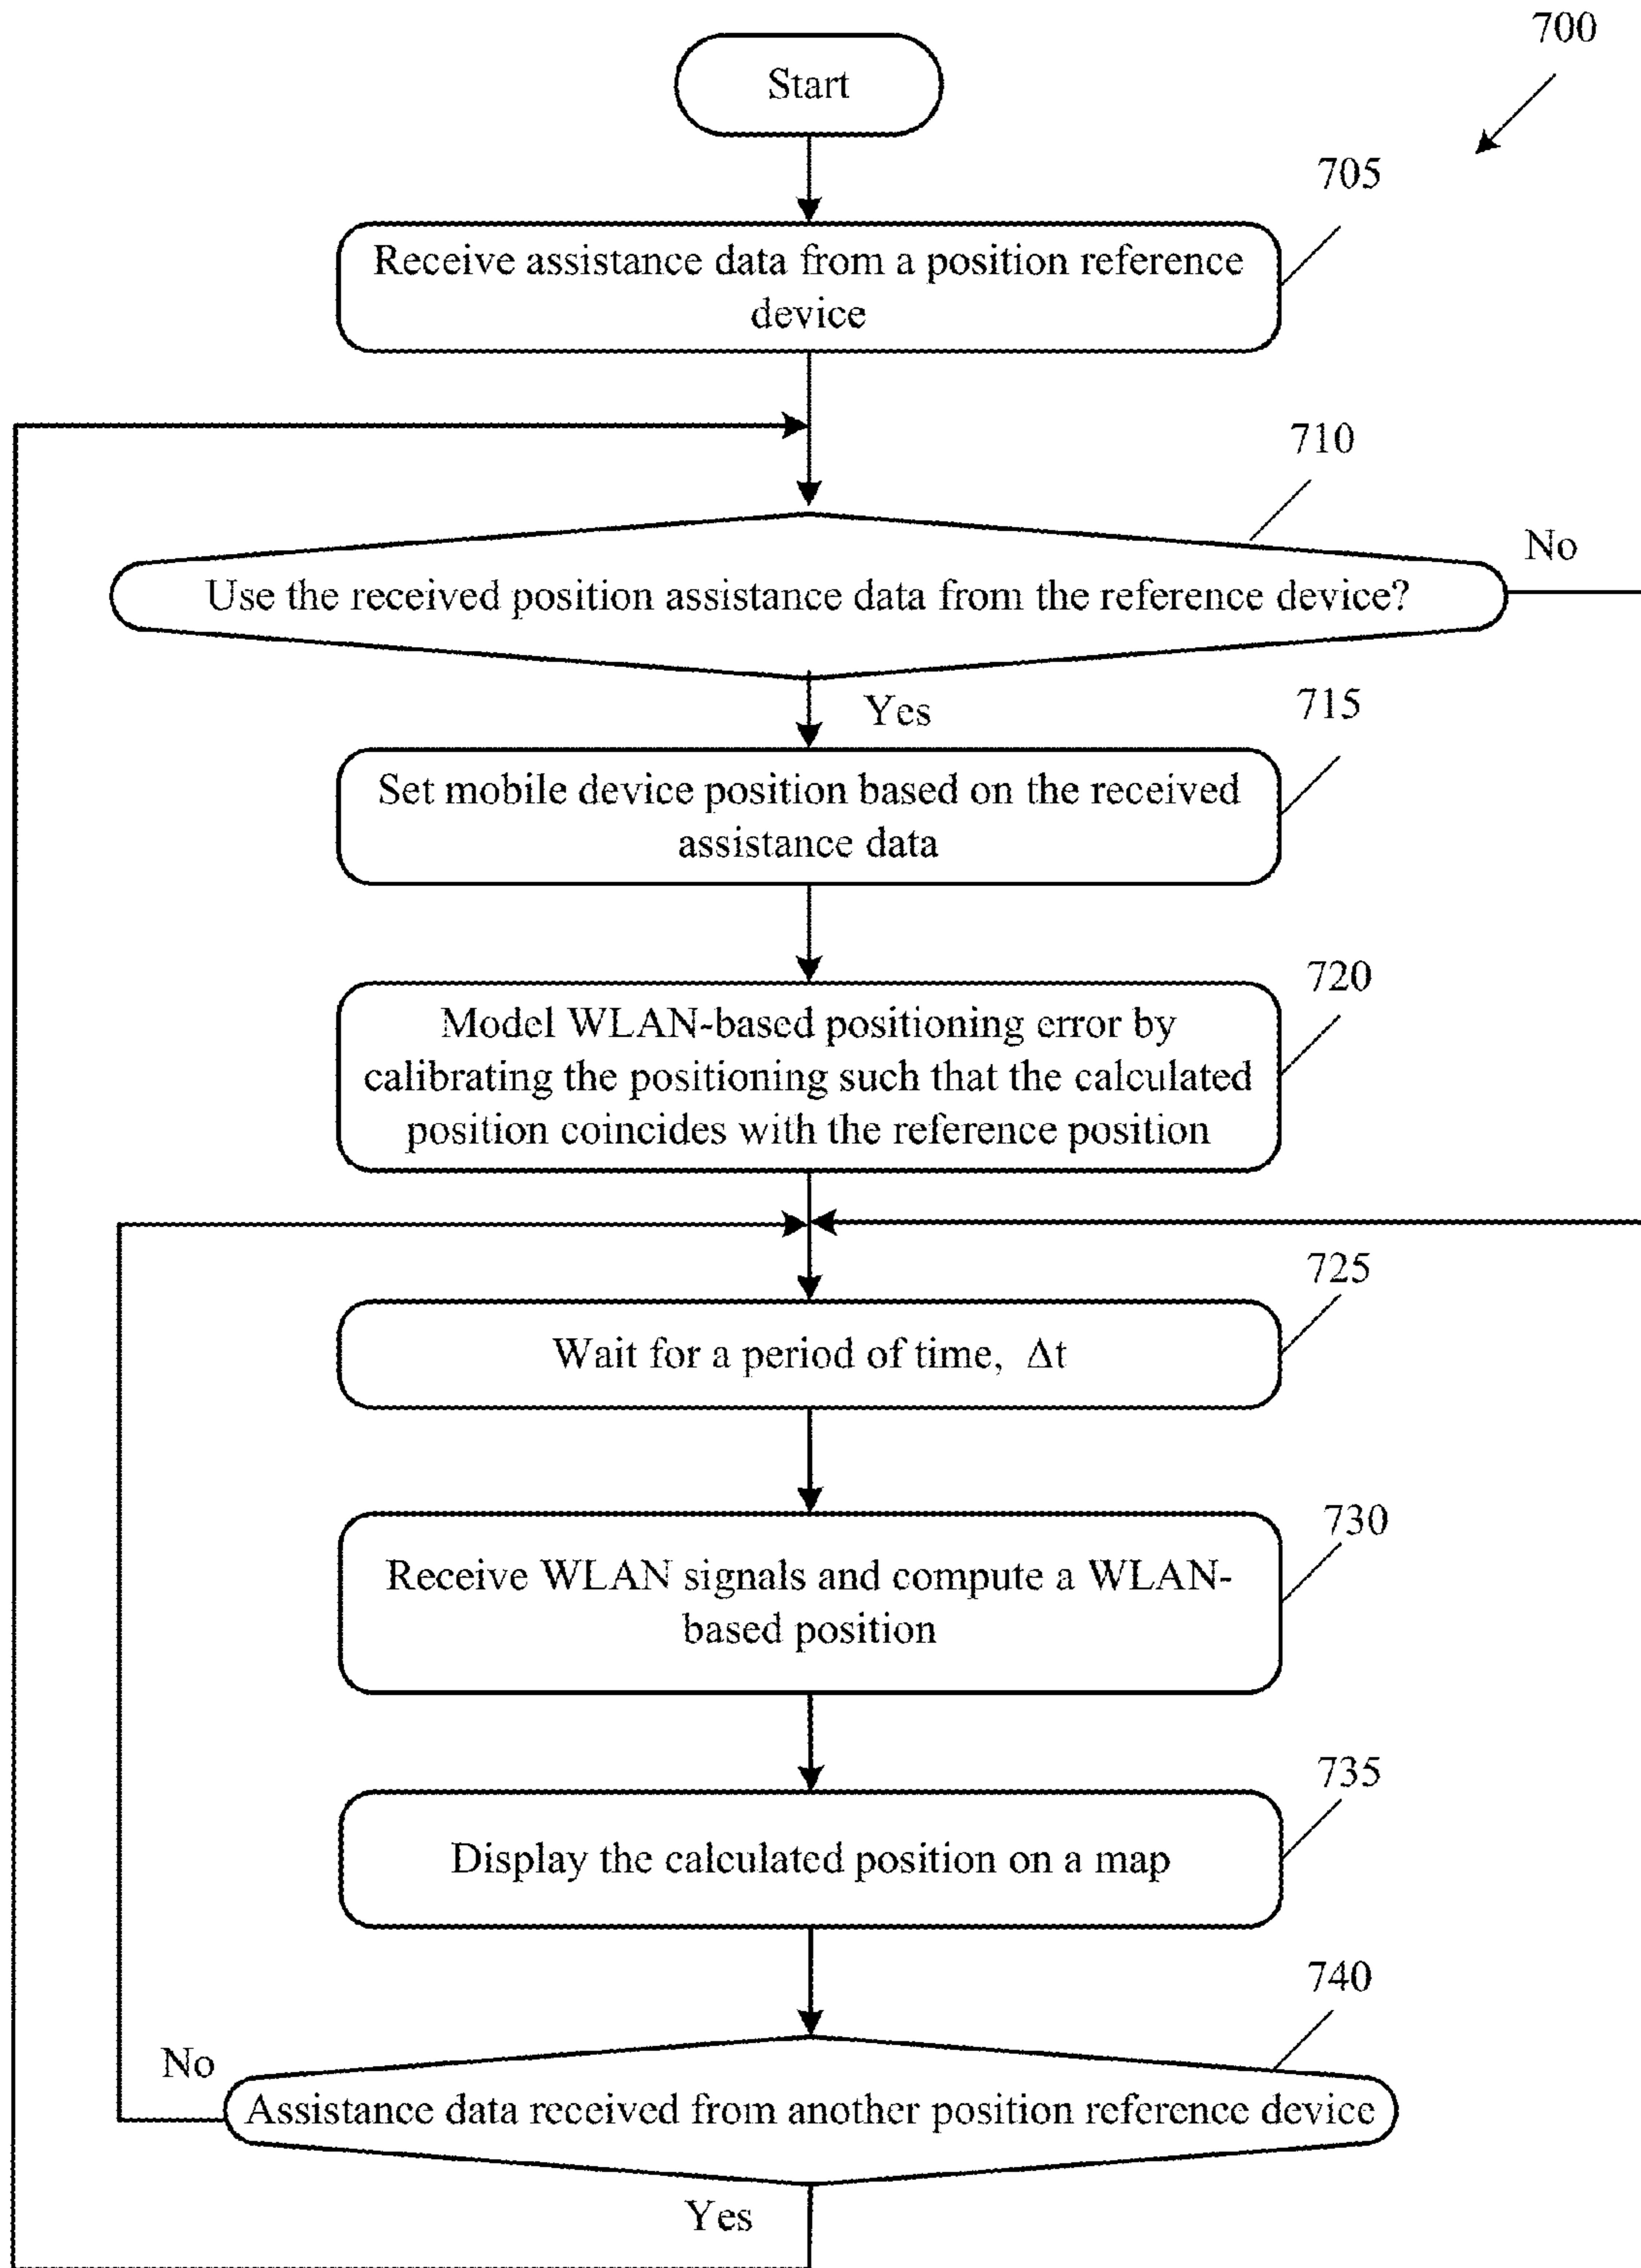 700
Start
705
Receive assistance data from a position reference
device
710
No
Use the received position assistance data from the reference device?
Yes
715
Set mobile device position based on the received
assistance data
720
Model WLAN-based positioning error by
calibrating the positioning such that the calculated
position coincides with the reference position
725
Wait for a period of time, Δt
730
Receive WLAN signals and compute a WLAN-
based position
735
Display the calculated position on a map
740
No
Assistance data received from another position reference device
Yes